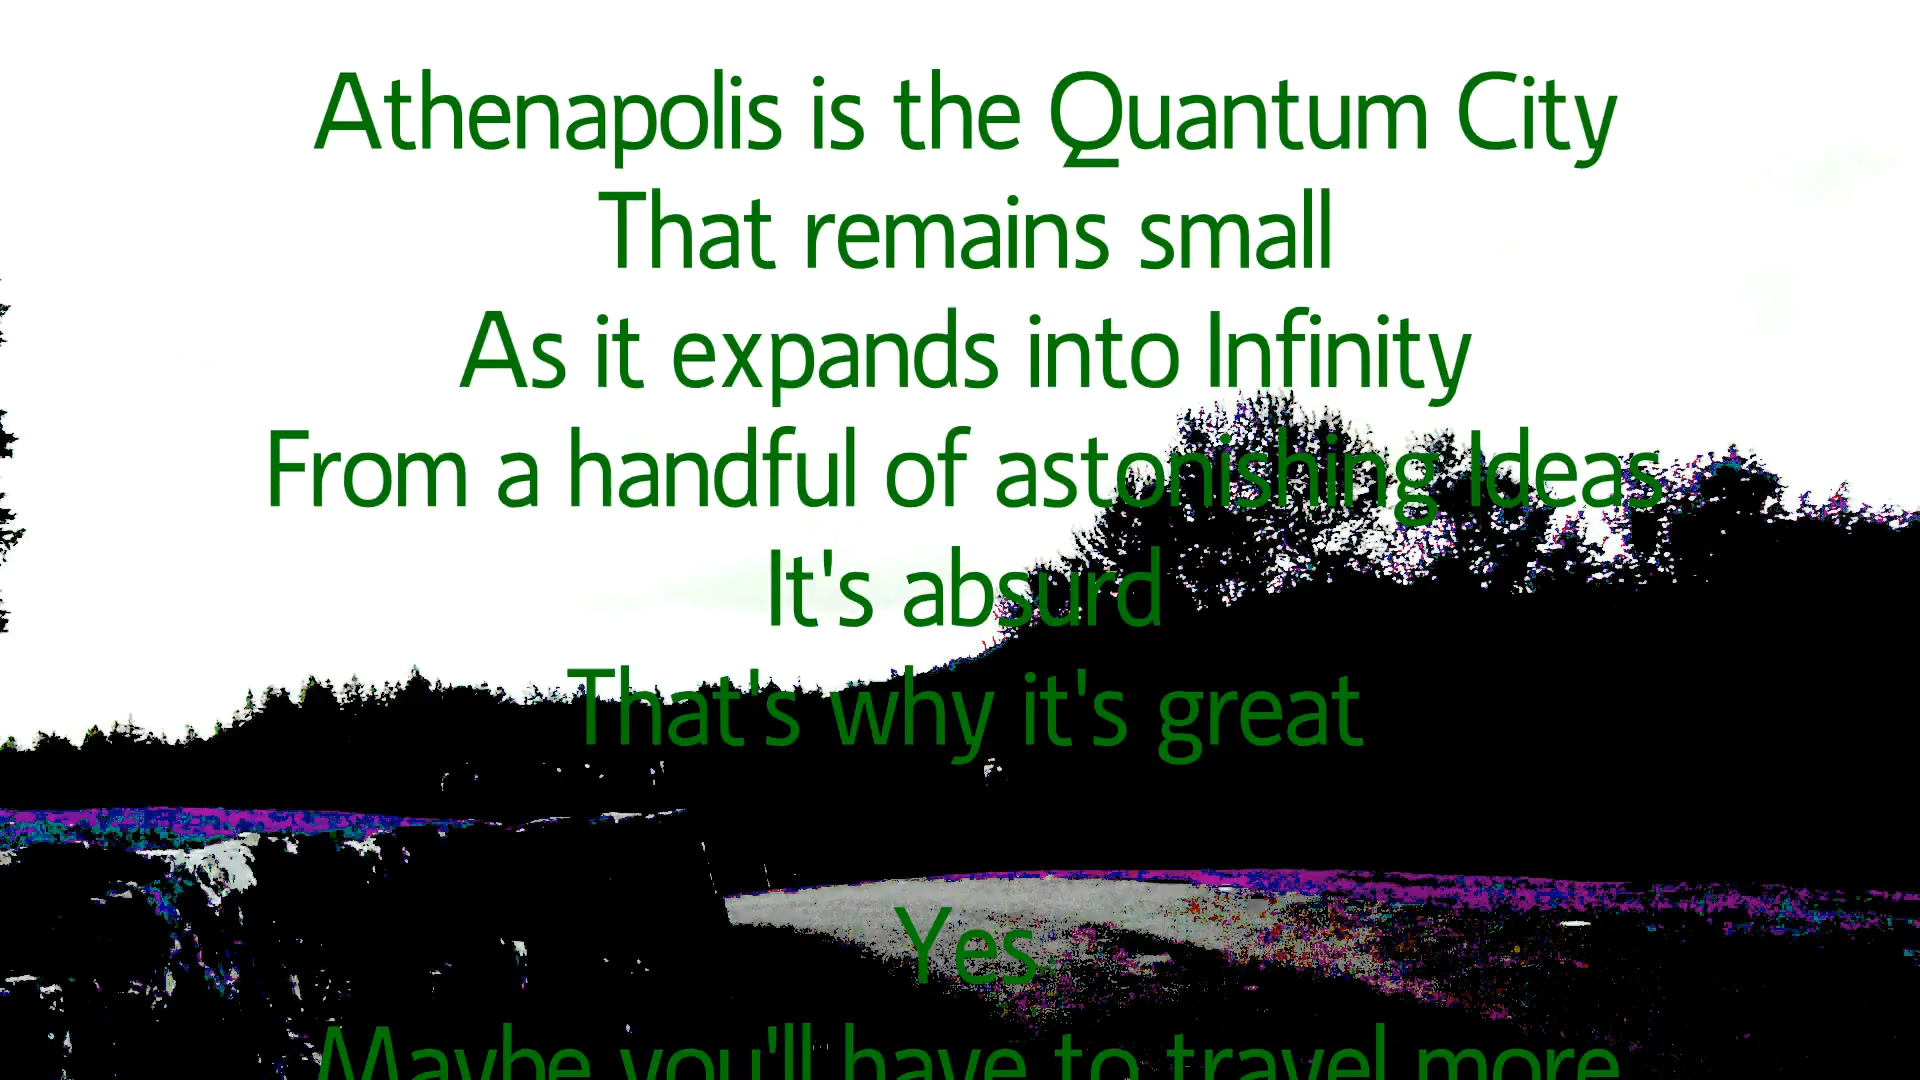 Athenapolis is the Quantum City
That remains small
As it expands into Infinity
From a handful of astonishing Ideas
It's absurd
That's why it's great
Yes
Maybe you'll have to travel more